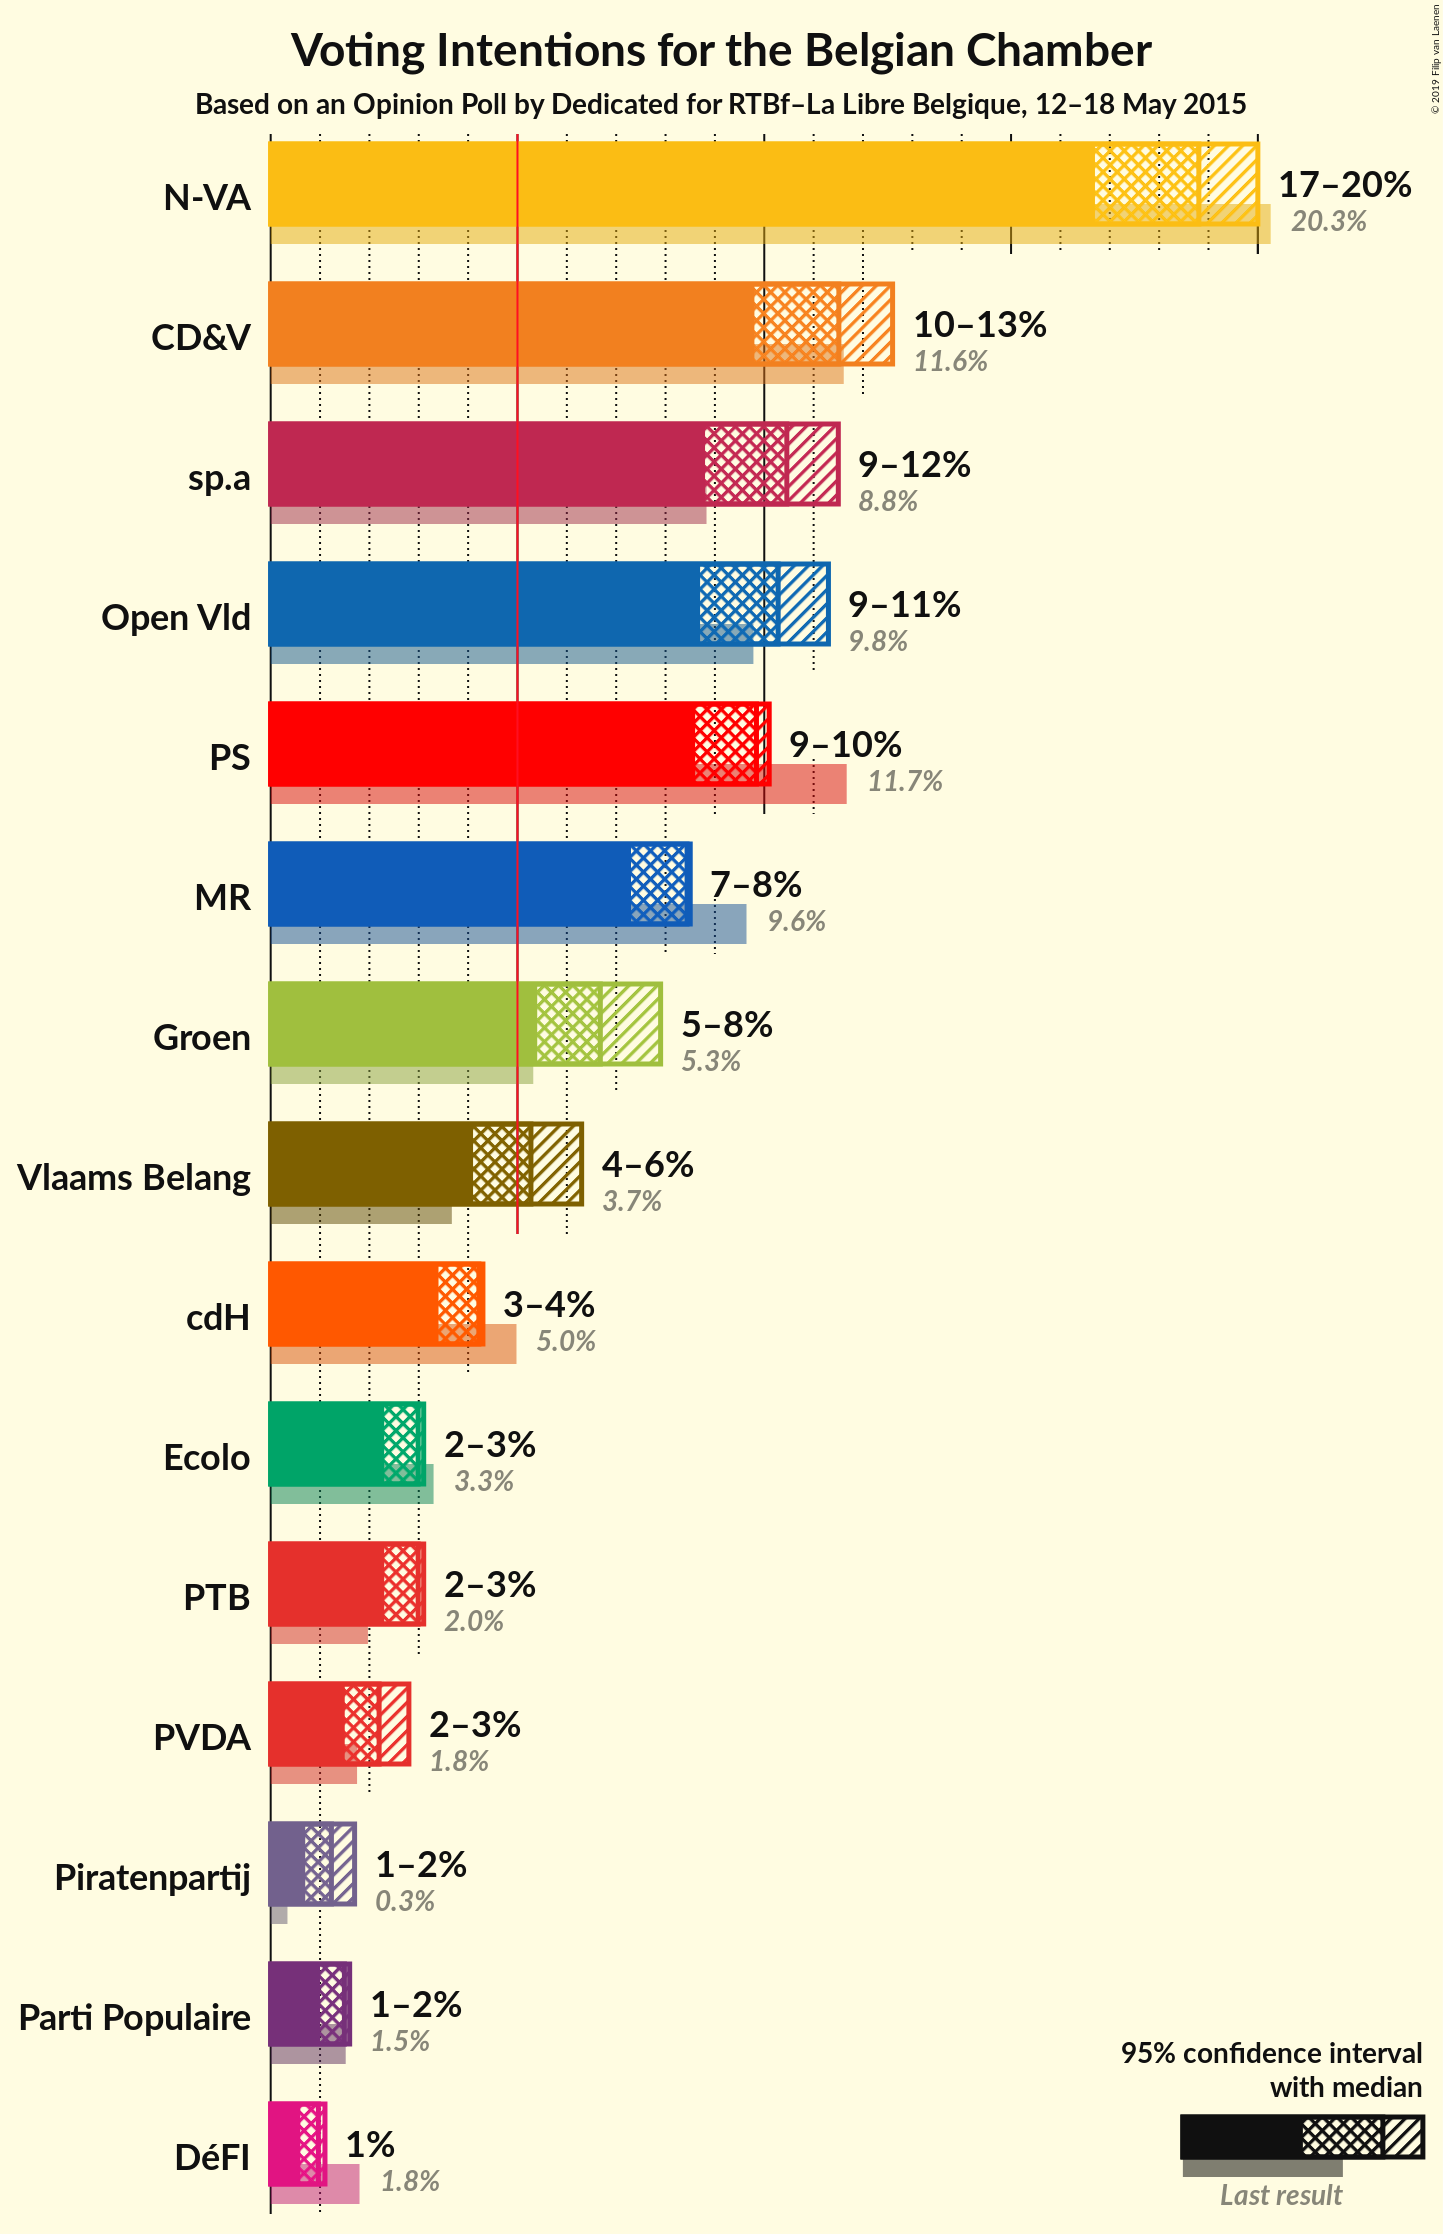 Voting Intentions for the Belgian Chamber
Based on an Opinion Poll by Dedicated for RTBf–La Libre Belgique, 12–18 May 2015
© 2019 Filip van Laenen
N-VA
17–20%
20.3%
CD&V
10–13%
11.6%
sp.a
9–12%
8.8%
Open Vld
9–11%
9.8%
PS
9–10%
11.7%
MR
7–8%
9.6%
Groen
5–8%
5.3%
Vlaams Belang
4–6%
3.7%
cdH
3–4%
5.0%
Ecolo
2–3%
3.3%
PTB
2–3%
2.0%
PVDA
2–3%
1.8%
Piratenpartij
1–2%
0.3%
Parti Populaire
1–2%
1.5%
DéFI
1%
1.8%
95% confidence interval
with median
Last result